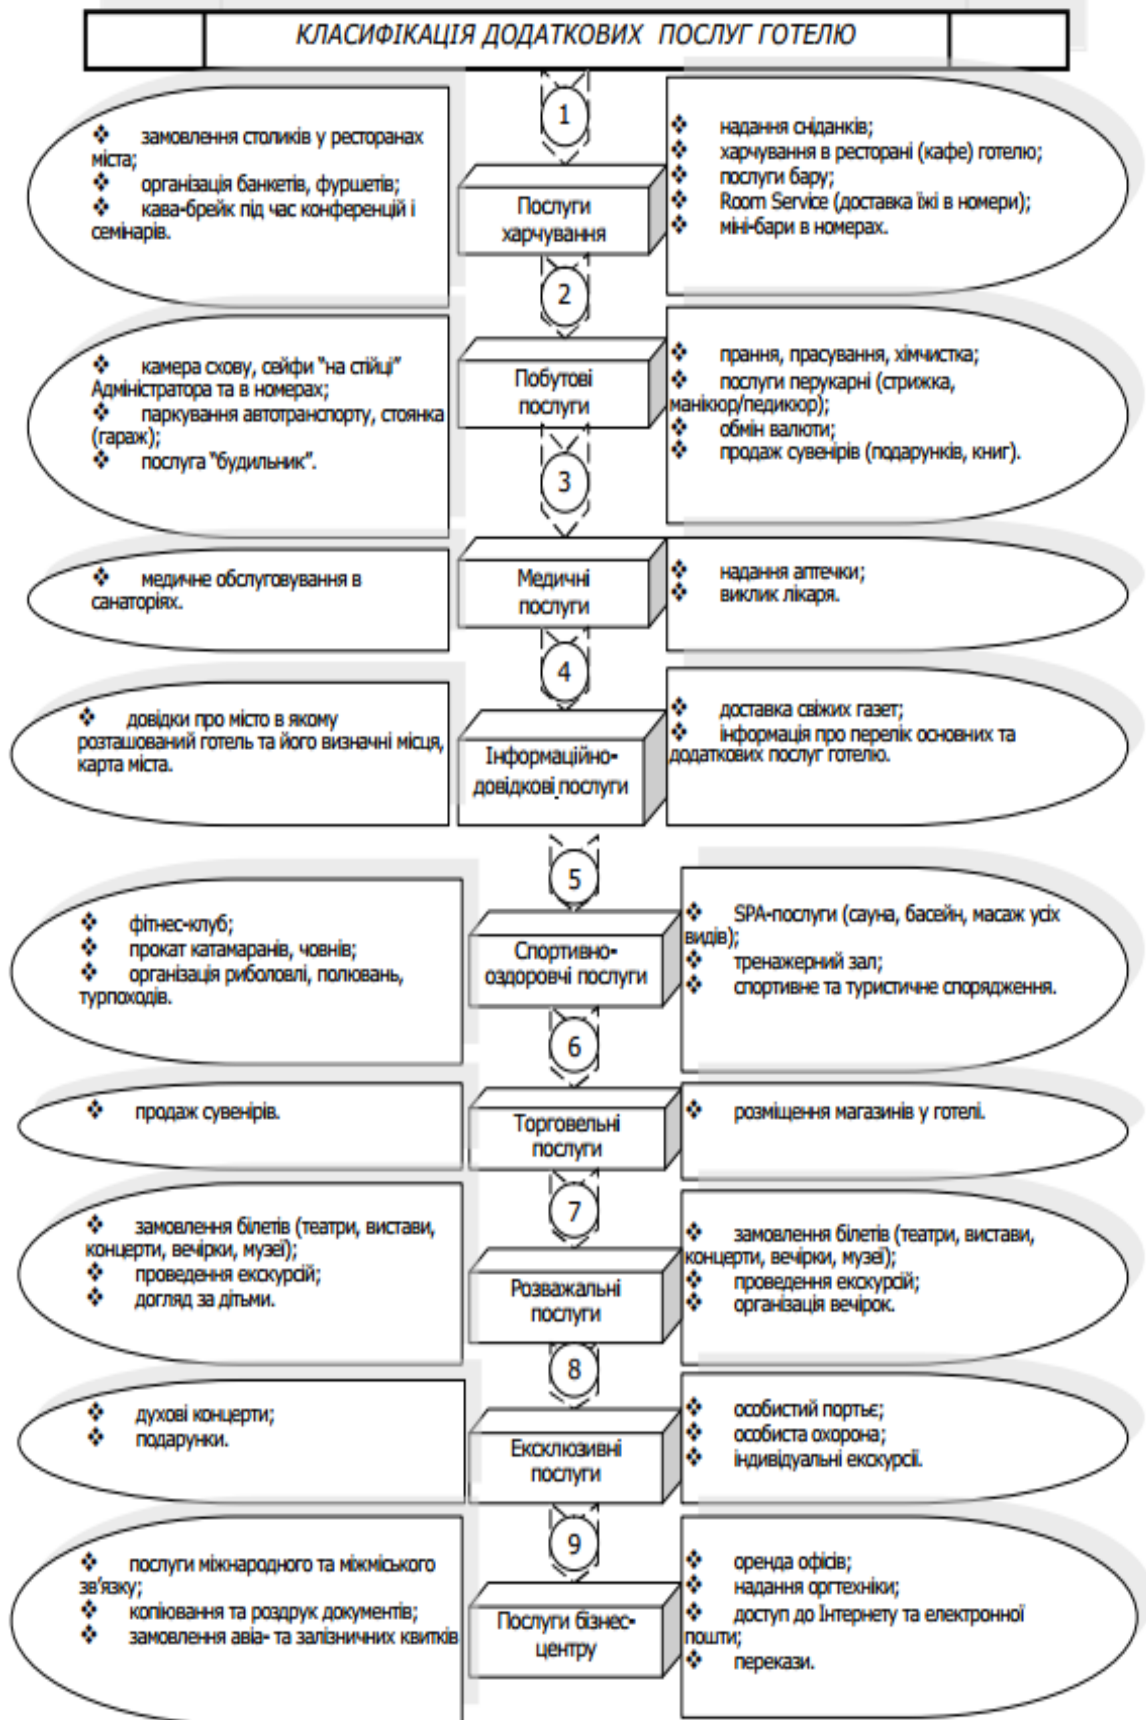 КЛАСИФІКАЦІЯ ДОДАТКОВИХ ПОСЛУГ ГОТЕЛЮ
1
❖ замовлення столиків у ресторанах
міста;
❖ організація банкетів, фуршетів;
❖ кава-брейк під час конференцій і
семінарів.
Послуги
харчування
❖ надання сніданків;
❖ харчування в ресторані (кафе) готелю;
❖ послуги бару;
❖ Room Service (доставка їжі в номери);
❖ міні-бари в номерах.
2
❖ камера схову, сейфи "на стійці"
Адміністратора та в номерах;
❖ паркування автотранспорту, стоянка
(гараж);
❖ послуга "будильник".
Побутові
послуги
❖ прання, прасування, хімчистка;
❖ послуги перукарні (стрижка,
манікюр/педикюр);
❖ обмін валюти;
❖ продаж сувенірів (подарунків, книг).
3
❖ медичне обслуговування в
санаторіях.
Медичні
послуги
❖ надання аптечки;
❖ виклик лікаря.
4
❖ довідки про місто в якому
розташований готель та його визначні місця,
карта міста.
Інформаційно-
довідкові послуги
❖ доставка свіжих газет;
❖ інформація про перелік основних та
додаткових послуг готелю.
5
❖ фітнес-клуб;
❖ прокат катамаранів, човнів;
❖ організація риболовлі, полювань,
турпоходів.
Спортивно-
оздоровчі послуги
❖ SPA-послуги (сауна, басейн, масаж усіх
видів);
❖ тренажерний зал;
❖ спортивне та туристичне спорядження.
6
❖ продаж сувенірів.
Торговельні
послуги
❖ розміщення магазинів у готелі.
7
❖ замовлення білетів (театри, вистави,
концерти, вечірки, музеї);
❖ проведення екскурсій;
❖ догляд за дітьми.
Розважальні
послуги
❖ замовлення білетів (театри, вистави,
концерти, вечірки, музеї);
❖ проведення екскурсій;
❖ організація вечірок.
8
❖ духові концерти;
❖ подарунки.
Ексклюзивні
послуги
❖ особистий портьє;
❖ особиста охорона;
❖ індивідуальні екскурсії.
9
❖ послуги міжнародного та міжміського
зв'язку;
❖ копіювання та роздрук документів;
❖ замовлення авіа- та залізничних квитків
Послуги бізнес-
центру
❖ оренда офісів;
❖ надання оргтехніки;
❖ доступ до Інтернету та електронної
пошти;
❖ перекази.